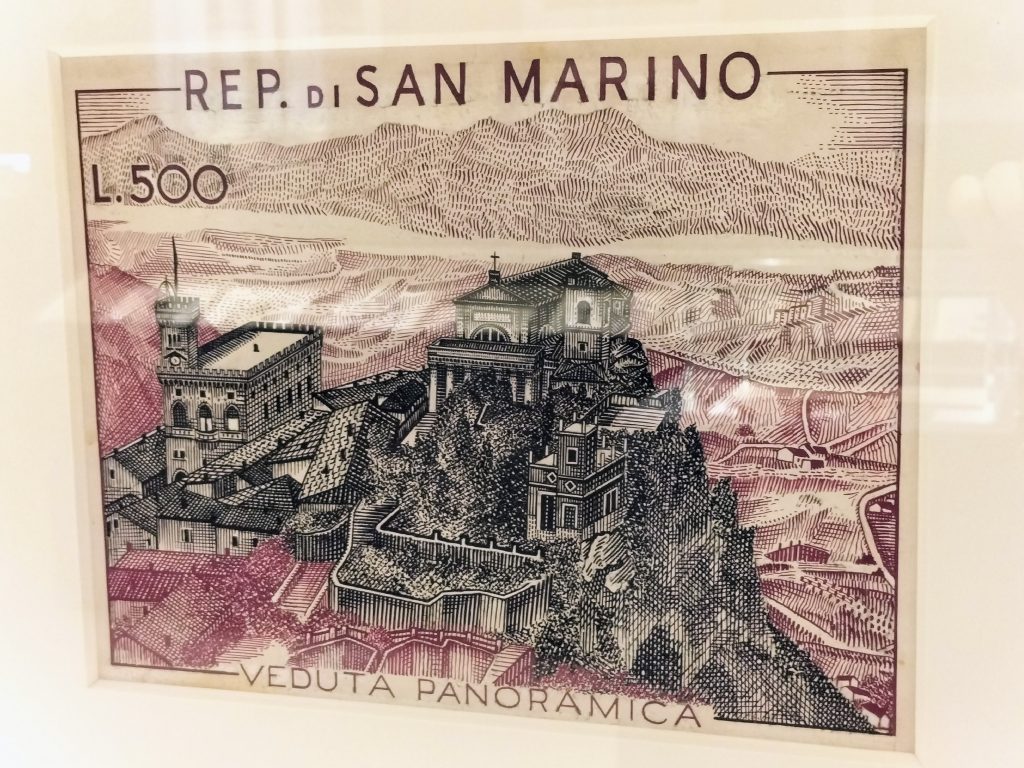 REP. DI SAN MARINO
L.500
VEDUTA PANORAMICA